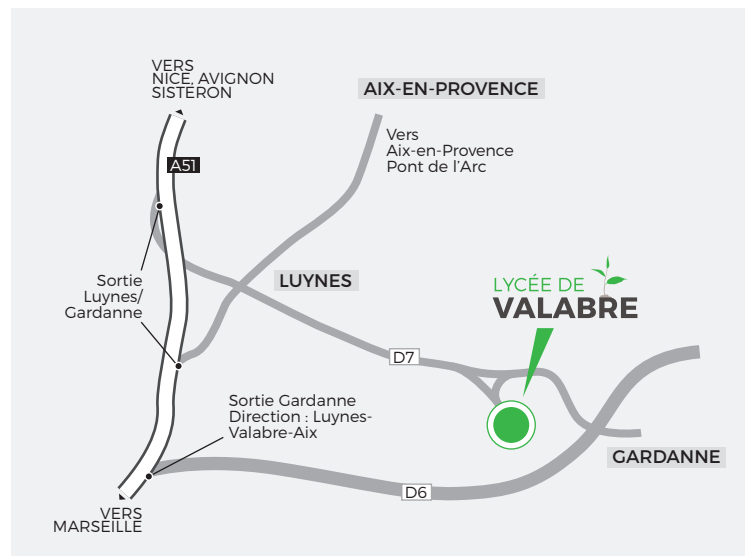 VERS
NICE, AVIGNON
SISTERON
AIX-EN-PROVENCE
Vers
Aix-en-Provence
Pont de l'Arc
A51
Sortie
Luynes/
Gardanne
LUYNES
LYCÉE DE
VALABRE
D7
Sortie Gardanne
Direction : Luynes-
Valabre-Aix
GARDANNE
D6
VERS
MARSEILLE